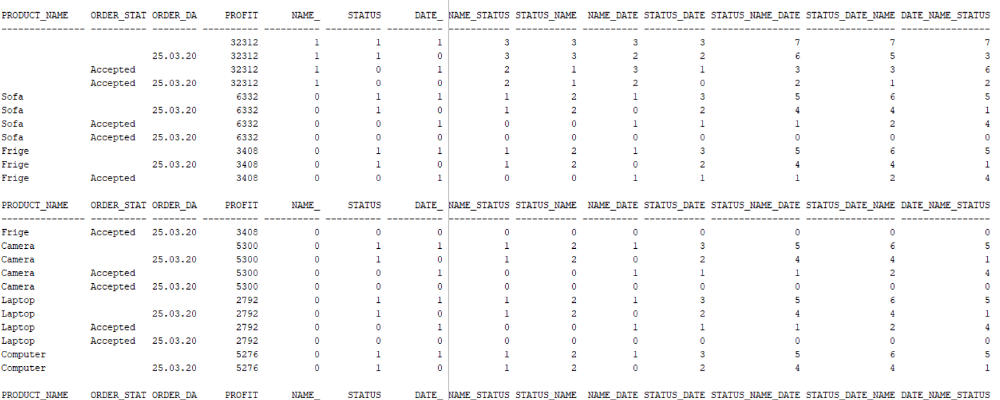 PRODUCT_NAME ORDER_STAT ORDER_DA PROFIT NAME_ STATUS DATE_ NAME_STATUS STATUS_NAME NAME_DATE STATUS_DATE STATUS_NAME_DATE STATUS_DATE_NAME DATE_NAME_STATUS
--------------- ---------- -------- ---------- ---------- ---------- ---------- ----------- ----------- ---------- ----------- ---------------- ---------------- ----------------
32312 1 1 1 3 3 3 3 7 7 7
25.03.20 32312 1 1 0 3 3 2 2 6 5 3
Accepted 32312 1 0 1 2 1 3 1 3 3 6
Accepted 25.03.20 32312 1 0 0 2 1 2 0 2 1 2
Sofa 6332 0 1 1 1 2 1 3 5 6 5
Sofa 25.03.20 6332 0 1 0 1 2 0 2 4 4 1
Sofa Accepted 6332 0 0 1 0 0 1 1 1 2 4
Sofa Accepted 25.03.20 6332 0 0 0 0 0 0 0 0 0 0
Frige 3408 0 1 1 1 2 1 3 5 6 5
Frige 25.03.20 3408 0 1 0 1 2 0 2 4 4 1
Frige Accepted 3408 0 0 1 0 0 1 1 1 2 4
PRODUCT_NAME ORDER_STAT ORDER_DA PROFIT NAME_ STATUS DATE_ NAME_STATUS STATUS_NAME NAME_DATE STATUS_DATE STATUS_NAME_DATE STATUS_DATE_NAME DATE_NAME_STATUS
--------------- ---------- -------- ---------- ---------- ---------- ---------- ----------- ----------- ---------- ----------- ---------------- ---------------- ----------------
Frige Accepted 25.03.20 3408 0 0 0 0 0 0 0 0 0 0
Camera 5300 0 1 1 1 2 1 3 5 6 5
Camera 25.03.20 5300 0 1 0 1 2 0 2 4 4 1
Camera Accepted 5300 0 0 1 0 0 1 1 1 2 4
Camera Accepted 25.03.20 5300 0 0 0 0 0 0 0 0 0 0
Laptop 2792 0 1 1 1 2 1 3 5 6 5
Laptop 25.03.20 2792 0 1 0 1 2 0 2 4 4 1
Laptop Accepted 2792 0 0 1 0 0 1 1 1 2 4
Laptop Accepted 25.03.20 2792 0 0 0 0 0 0 0 0 0 0
Computer 5276 0 1 1 1 2 1 3 5 6 5
Computer 25.03.20 5276 0 1 0 1 2 0 2 4 4 1
PRODUCT_NAME ORDER_STAT ORDER_DA PROFIT NAME_ STATUS DATE_ NAME_STATUS STATUS_NAME NAME_DATE STATUS_DATE STATUS_NAME_DATE STATUS_DATE_NAME DATE_NAME_STATUS